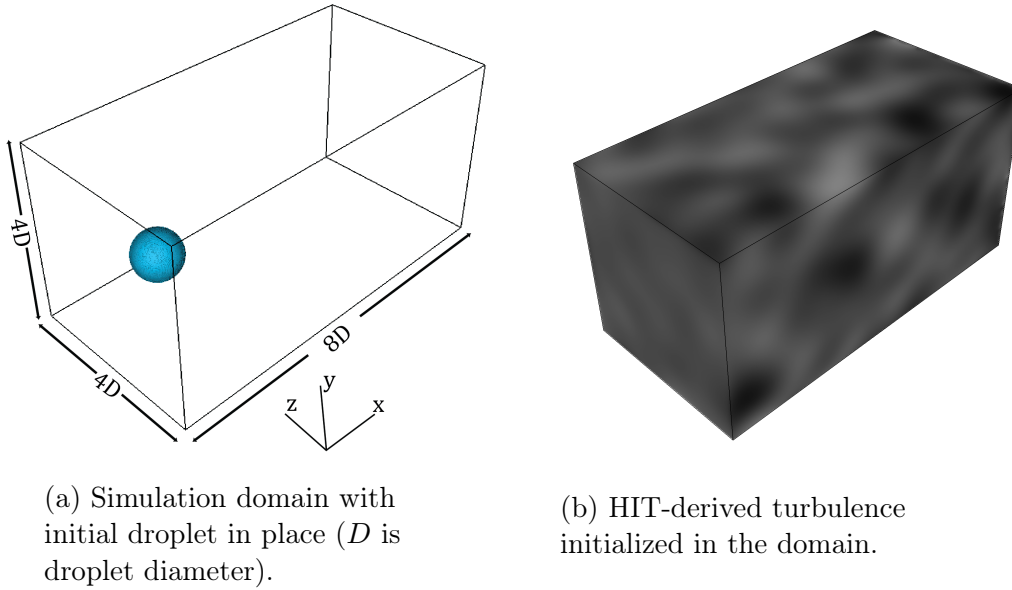 4D
4D
8D
y
z
x
(a) Simulation domain with
initial droplet in place (D is
droplet diameter).
(b) HIT-derived turbulence
initialized in the domain.